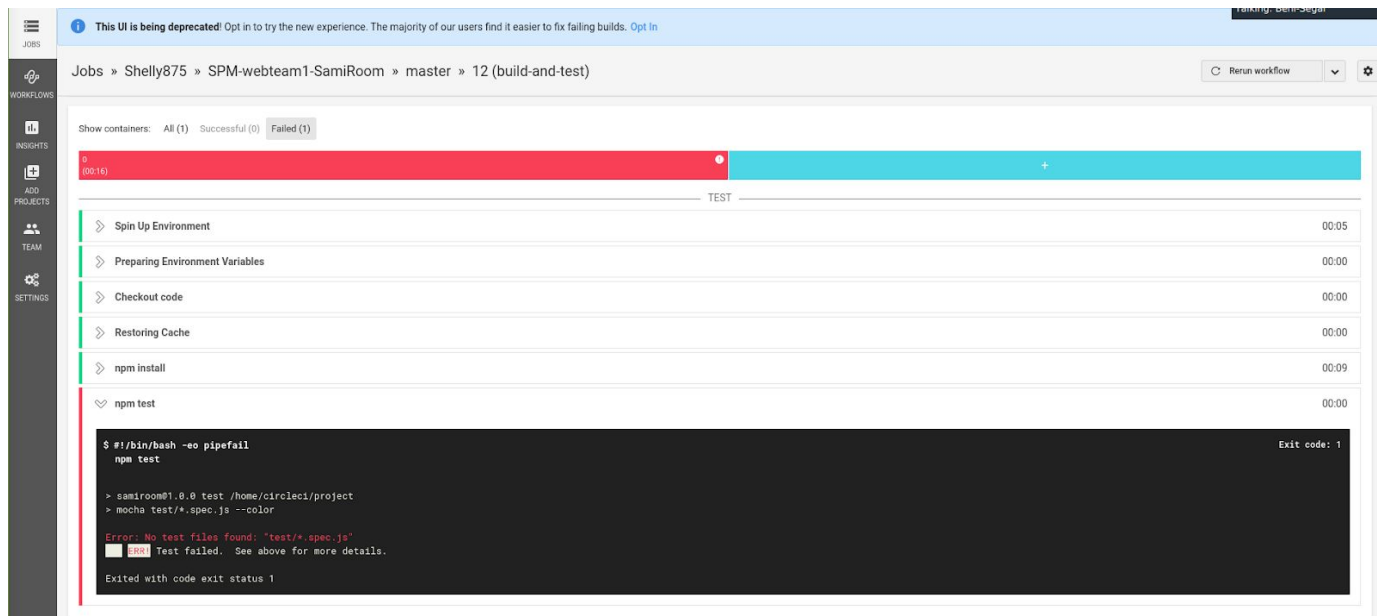 Talking: Beni-Segal
This UI is being deprecated! Opt in to try the new experience. The majority of our users find it easier to fix failing builds. Opt In
JOBS
Jobs » Shelly875 » SPM-webteam1-SamiRoom » master » 12 (build-and-test)
Rerun workflow
WORKFLOWS
INSIGHTS
ADD
PROJECTS
TEAM
SETTINGS
Show containers: All (1) Successful (0) Failed (1)
0
(00:16)
+
TEST
Spin Up Environment 00:05
Preparing Environment Variables 00:00
Checkout code 00:00
Restoring Cache 00:00
npm install 00:09
npm test 00:00
$ #!/bin/bash -eo pipefail Exit code: 1
npm test
> samiroom@1.0.0 test /home/circleci/project
> mocha test/*.spec.js --color
Error: No test files found: "test/*.spec.js"
ERR! Test failed. See above for more details.
Exited with code exit status 1